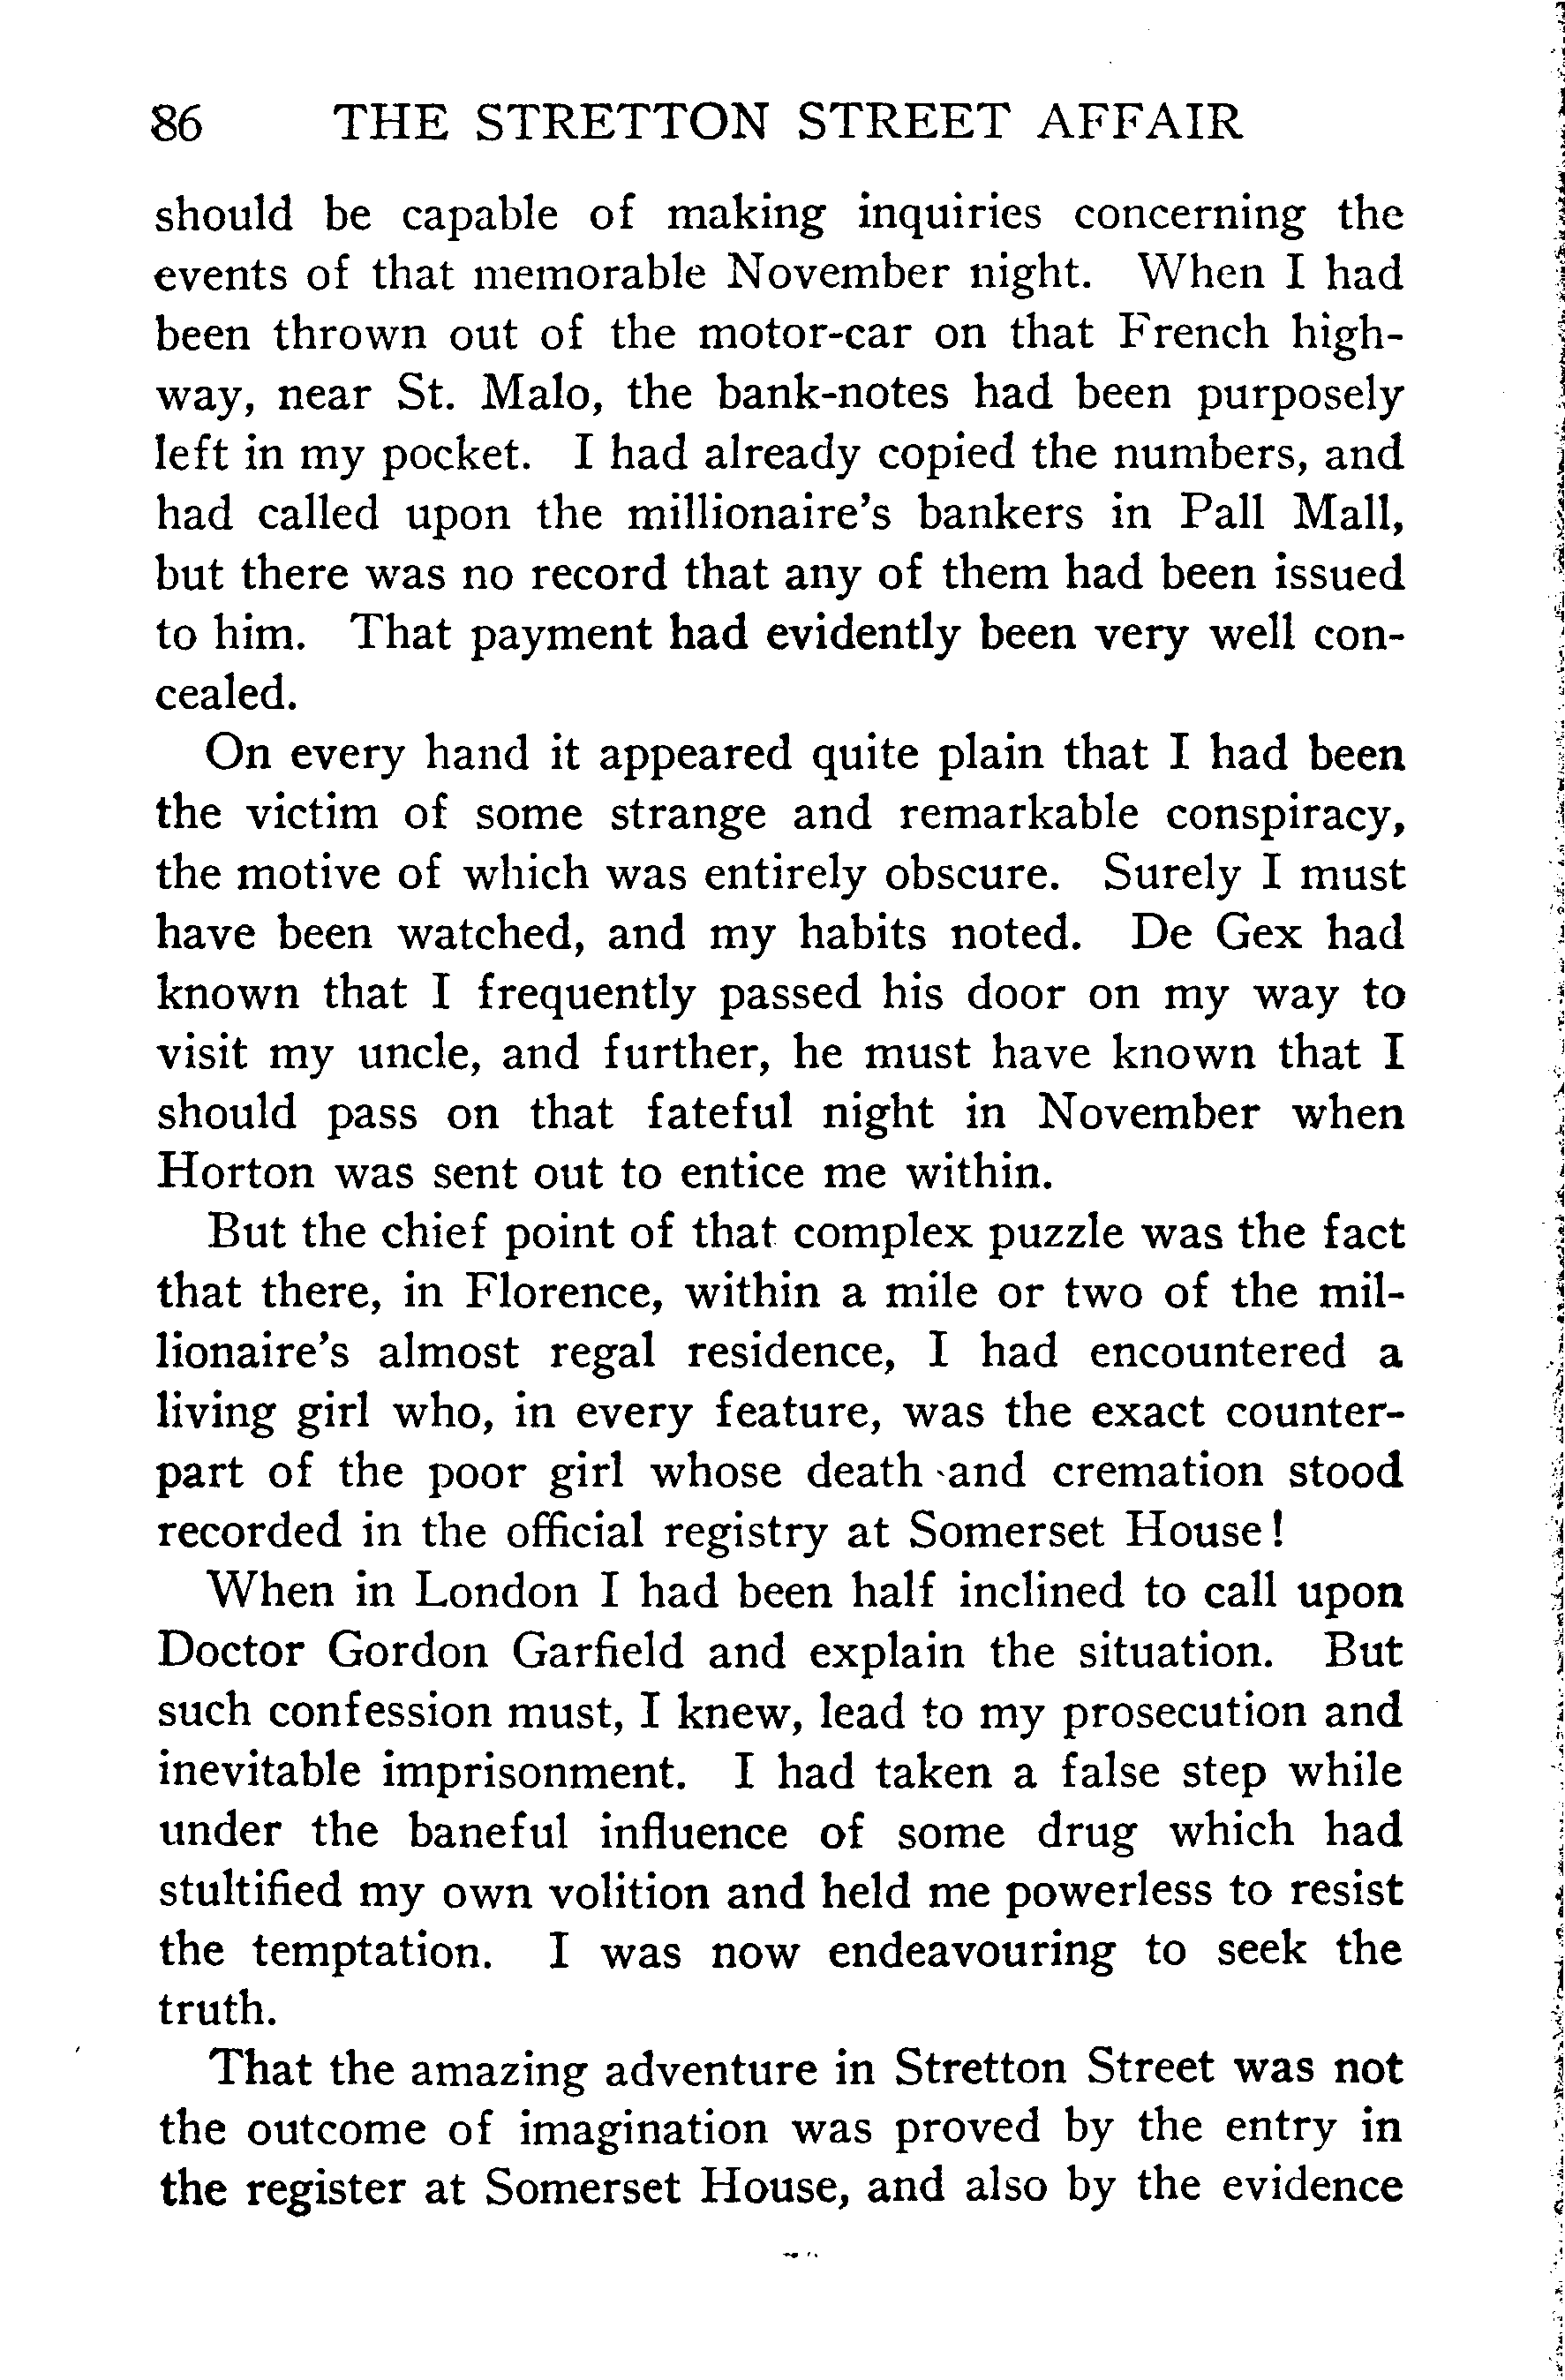 86 THE STRETTON STREET AFFAIR
should be capable of making inquiries concerning the
events of that memorable November night. When I had
been thrown out of the motor-car on that French high-
way, near St. Malo, the bank-notes had been purposely
left in my pocket. I had already copied the numbers, and
had called upon the millionaire's bankers in Pall Mall,
but there was no record that any of them had been issued
to him. That payment had evidently been very well con-
cealed.
On every hand it appeared quite plain that I had been
the victim of some strange and remarkable conspiracy,
the motive of which was entirely obscure. Surely I must
have been watched, and my habits noted. De Gex had
known that I frequently passed his door on my way to
visit my uncle, and further, he must have known that I
should pass on that fateful night in November when
Horton was sent out to entice me within.
But the chief point of that complex puzzle was the fact
that there, in Florence, within a mile or two of the mil-
lionaire's almost regal residence, I had encountered a
living girl who, in every feature, was the exact counter-
part of the poor girl whose death and cremation stood
recorded in the official registry at Somerset House!
When in London I had been half inclined to call upon
Doctor Gordon Garfield and explain the situation. But
such confession must, I knew, lead to my prosecution and
inevitable imprisonment. I had taken a false step while
under the baneful influence of some drug which had
stultified my own volition and held me powerless to resist
the temptation. I was now endeavouring to seek the
truth.
That the amazing adventure in Stretton Street was not
the outcome of imagination was proved by the entry in
the register at Somerset House, and also by the evidence